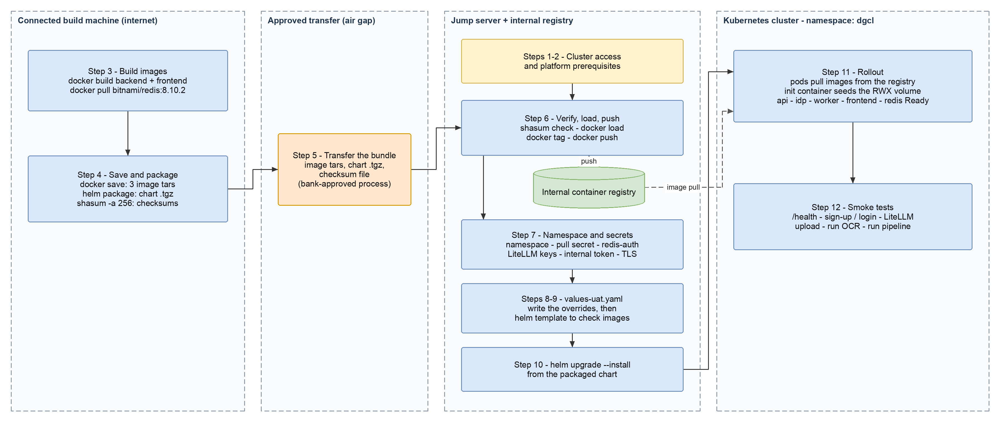 Connected build machine (internet)
Step 3 - Build images
docker build backend + frontend
docker pull bitnami/redis:8.10.2
Step 4 - Save and package
docker save: 3 image tars
helm package: chart .tgz
shasum -a 256: checksums
Approved transfer (air gap)
Step 5 - Transfer the bundle
image tars, chart .tgz,
checksum file
(bank-approved process)
Jump server + internal registry
Steps 1-2 - Cluster access
and platform prerequisites
Step 6 - Verify, load, push
shasum check - docker load
docker tag - docker push
push
Internal container registry
image pull
Step 7 - Namespace and secrets
namespace - pull secret - redis-auth
LiteLLM keys - internal token - TLS
Steps 8-9 - values-uat.yaml
write the overrides, then
helm template to check images
Step 10 - helm upgrade --install
from the packaged chart
Kubernetes cluster - namespace: dgcl
Step 11 - Rollout
pods pull images from the registry
init container seeds the RWX volume
api - idp - worker - frontend - redis Ready
Step 12 - Smoke tests
/health - sign-up / login - LiteLLM
upload - run OCR - run pipeline